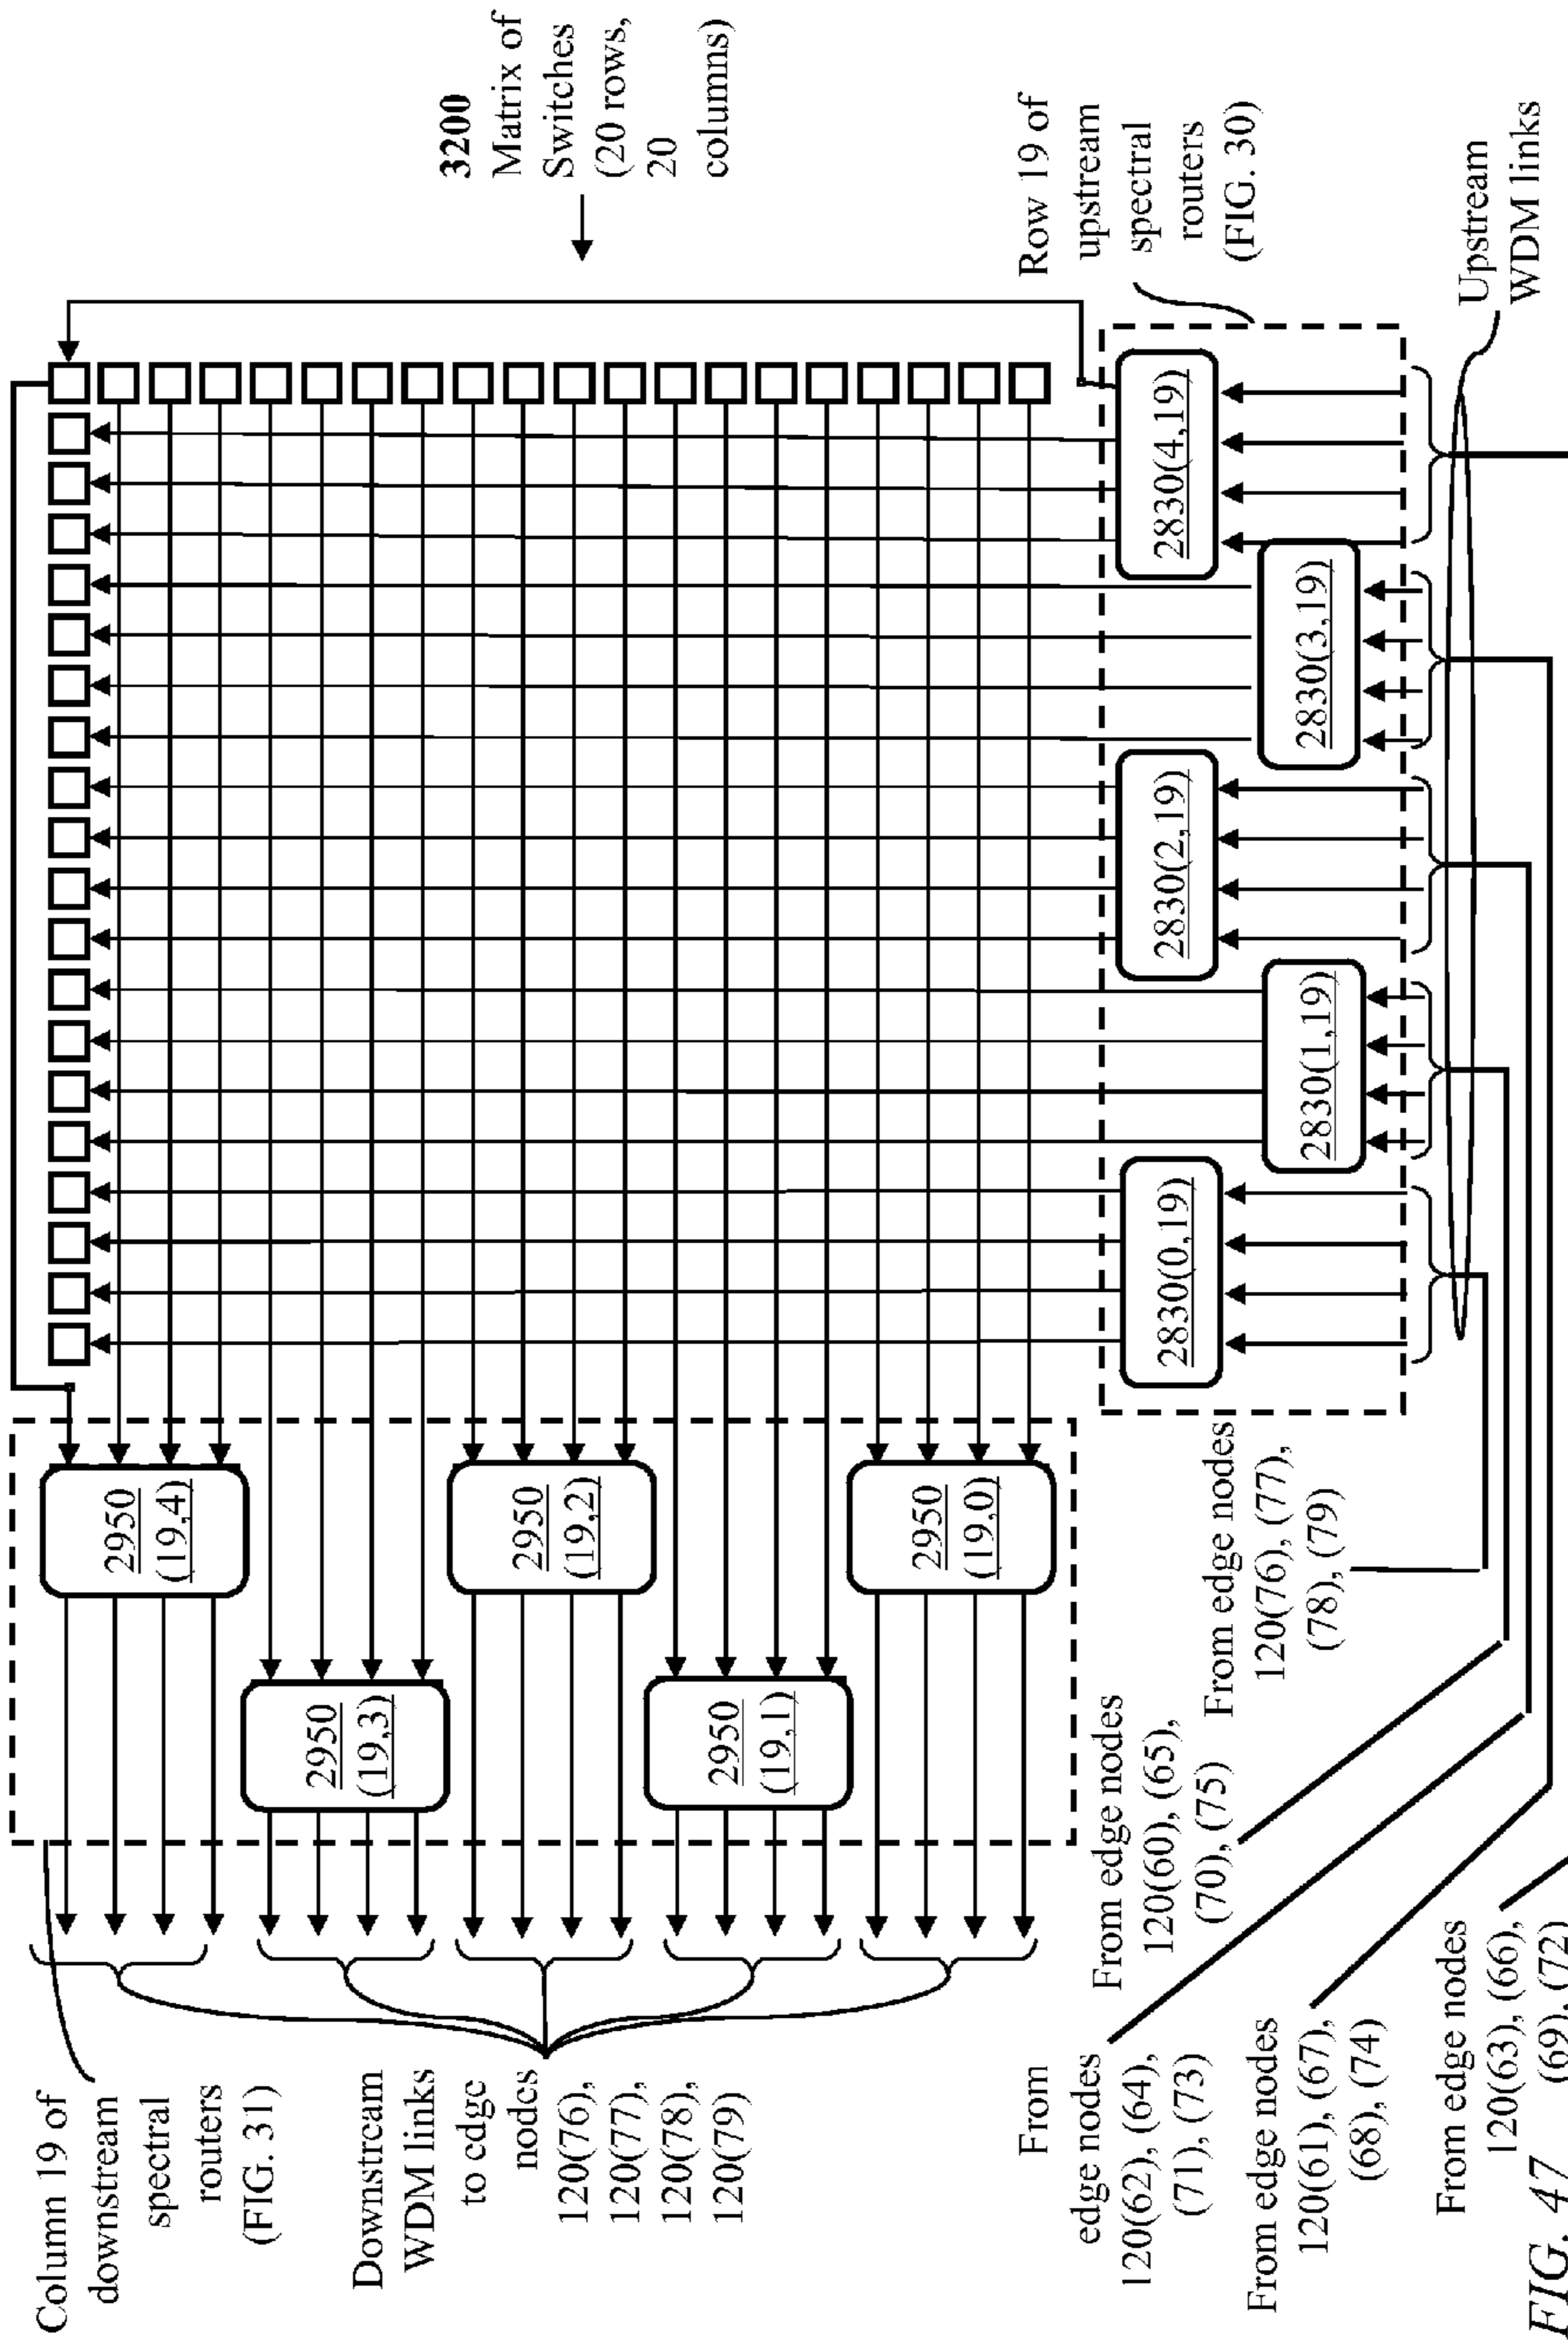 Column 19 of
downstream
spectral
routers
(FIG. 31)
Downstream
WDM links
to edge
nodes
120(76),
120(77),
120(78),
120(79)
2950
(19,4)
2950
(19,3)
2950
(19,2)
2950
(19,1)
2950
(19,0)
3200
Matrix of
Switches
(20 rows,
20
columns)
Row 19 of
upstream
spectral
routers
(FIG. 30)
2830(0,19)
2830(1,19)
2830(2,19)
2830(3,19)
2830(4,19)
Upstream
WDM links
From edge nodes
120(76), (77),
(78), (79)
From edge nodes
120(60), (65),
(70), (75)
From
edge nodes
120(62), (64),
(71), (73)
From edge nodes
120(61), (67),
(68), (74)
From edge nodes
120(63), (66),
(69), (72)
FIG. 47